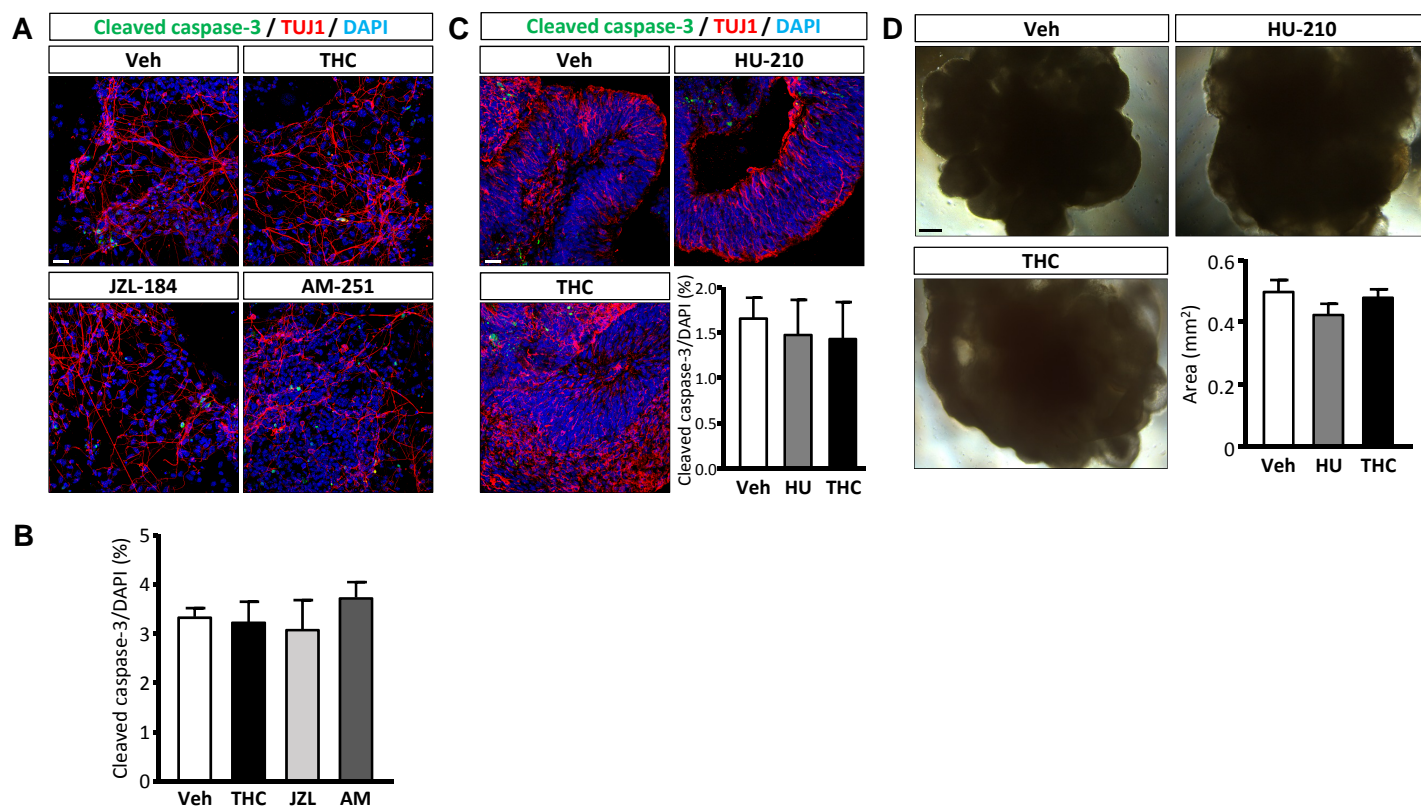 A
Cleaved caspase-3 / TUJ1 / DAPI
Veh
THC
JZL-184
AM-251
B
Cleaved caspase-3/DAPI (%)
5
4
3
2
1
0
Veh THC JZL AM
C
Cleaved caspase-3 / TUJ1 / DAPI
Veh
HU-210
THC
Cleaved caspase-3/DAPI (%)
2.0
1.5
1.0
0.5
0.0
Veh HU THC
D
Veh
HU-210
THC
Area (mm²)
0.6
0.4
0.2
0
Veh HU THC